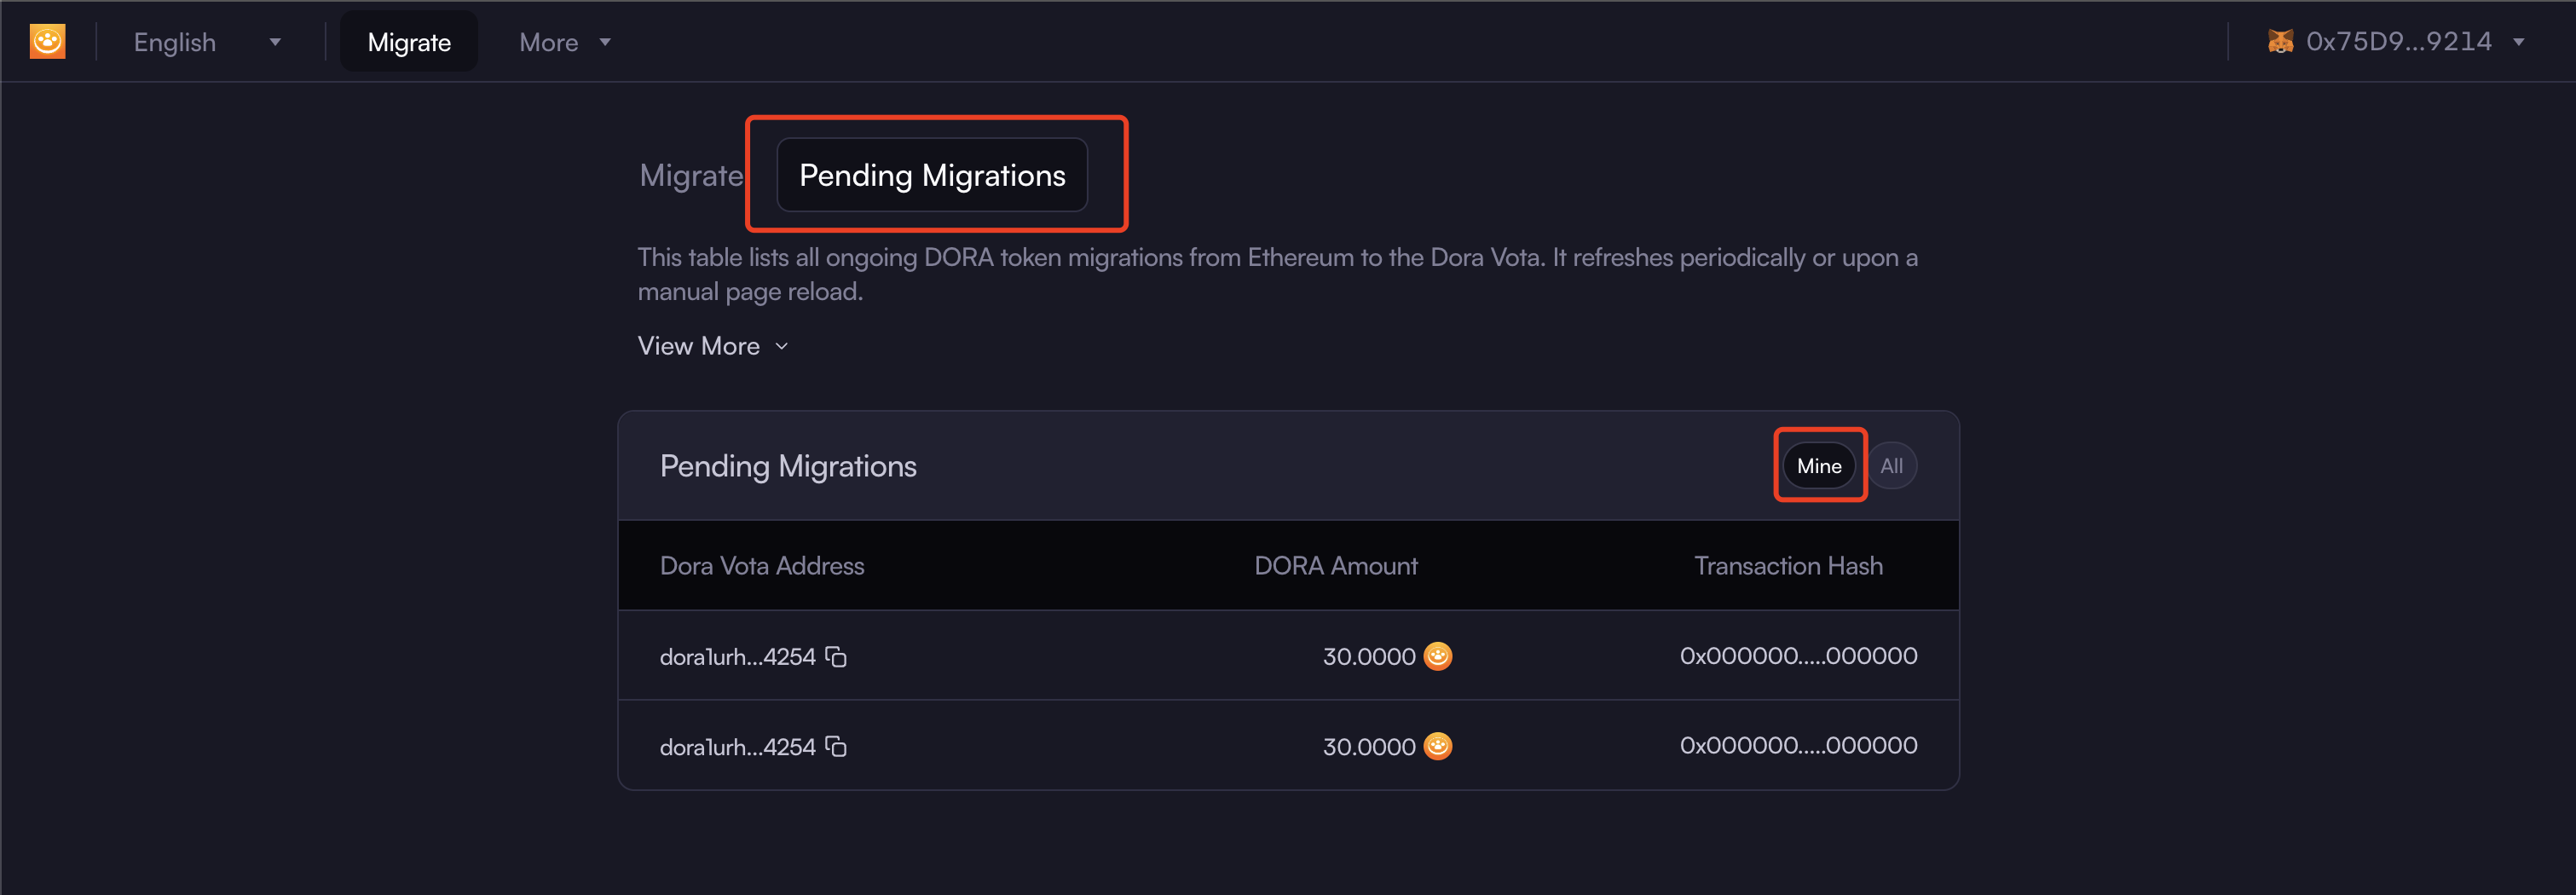 English
Migrate
More
0x75D9...9214
Migrate
Pending Migrations
This table lists all ongoing DORA token migrations from Ethereum to the Dora Vota. It refreshes periodically or upon a
manual page reload.
View More
Pending Migrations
Mine
All
Dora Vota Address
DORA Amount
Transaction Hash
dora1urh...4254
30.0000
0x000000.....000000
dora1urh...4254
30.0000
0x000000.....000000